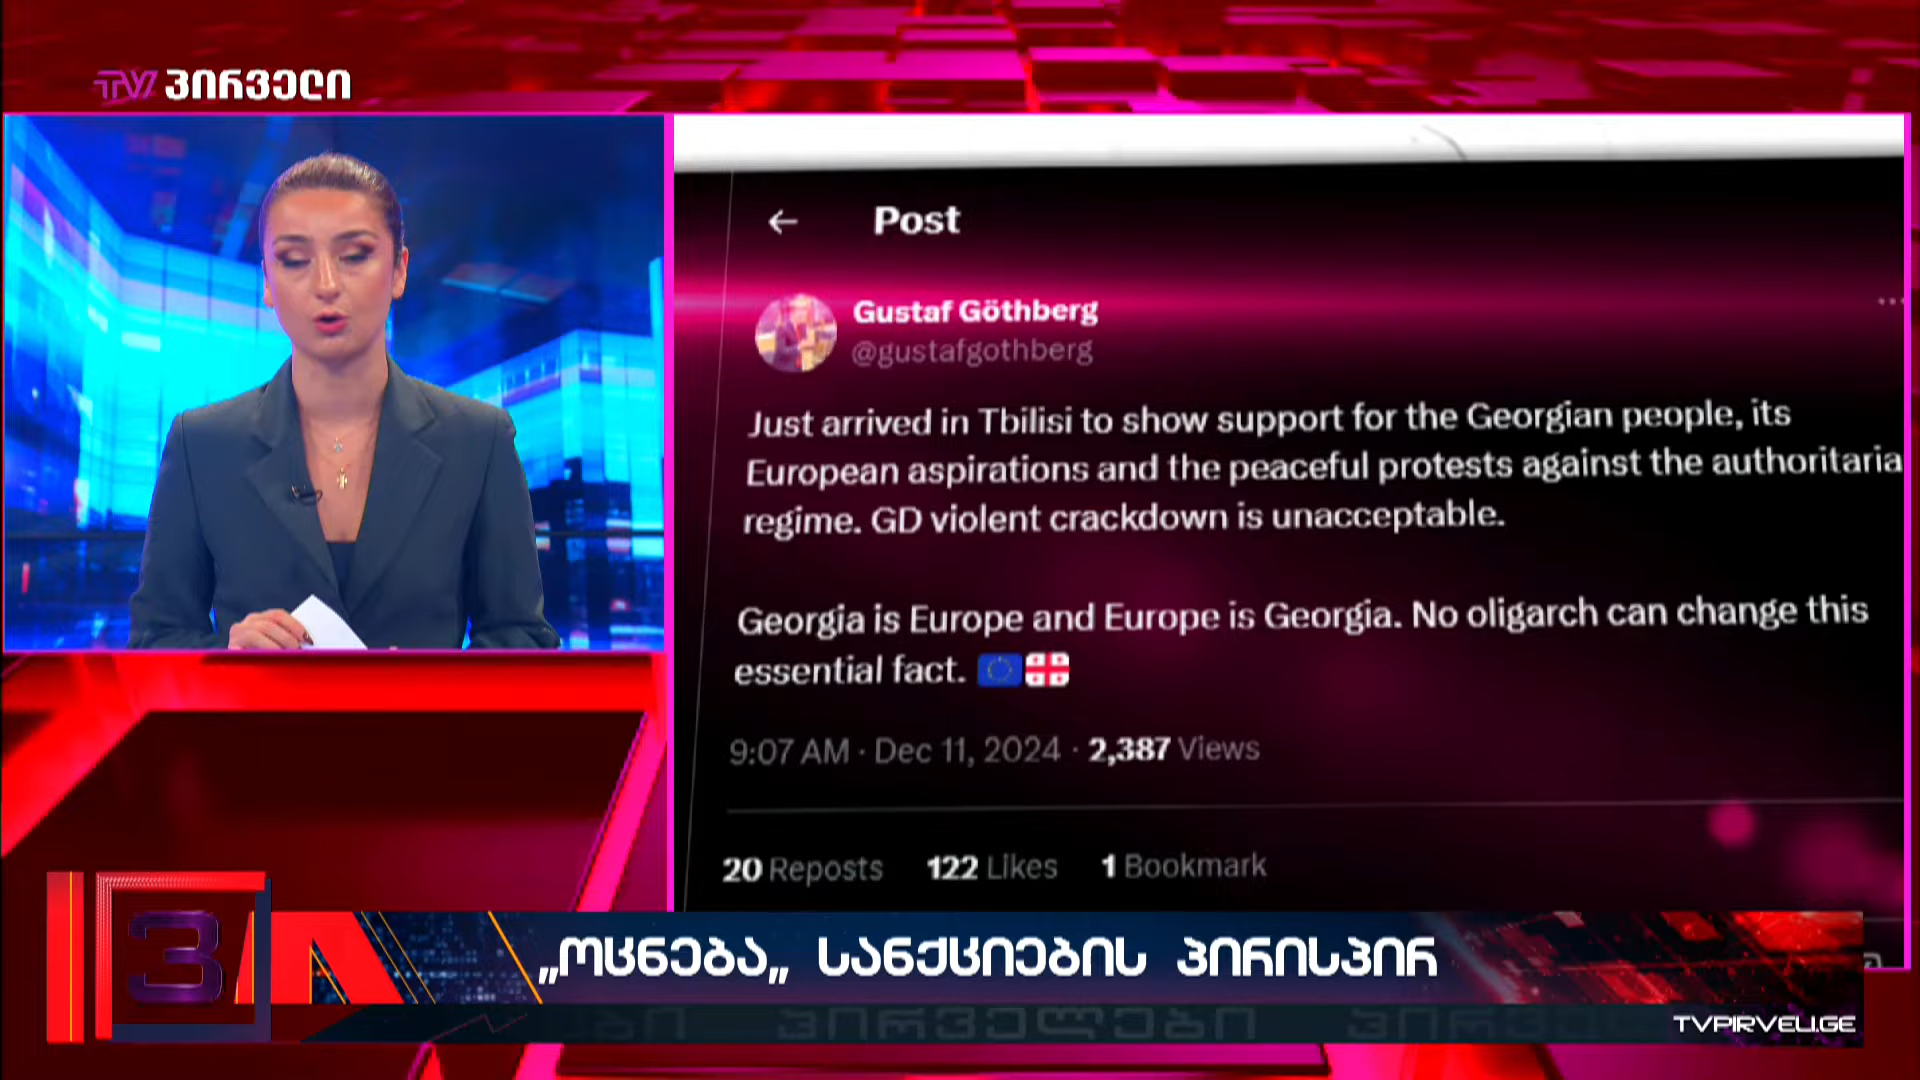 TV პირველი
Post
Gustaf Göthberg
@gustafgothberg
Just arrived in Tbilisi to show support for the Georgian people, its
European aspirations and the peaceful protests against the authoritaria
regime. GD violent crackdown is unacceptable.
Georgia is Europe and Europe is Georgia. No oligarch can change this
essential fact.
9:07 AM · Dec 11, 2024 · 2,387 Views
20 Reposts 122 Likes 1 Bookmark
„ოცნება„ სანქციების პირისპირ
პირველები
TVPIRVELI.GE